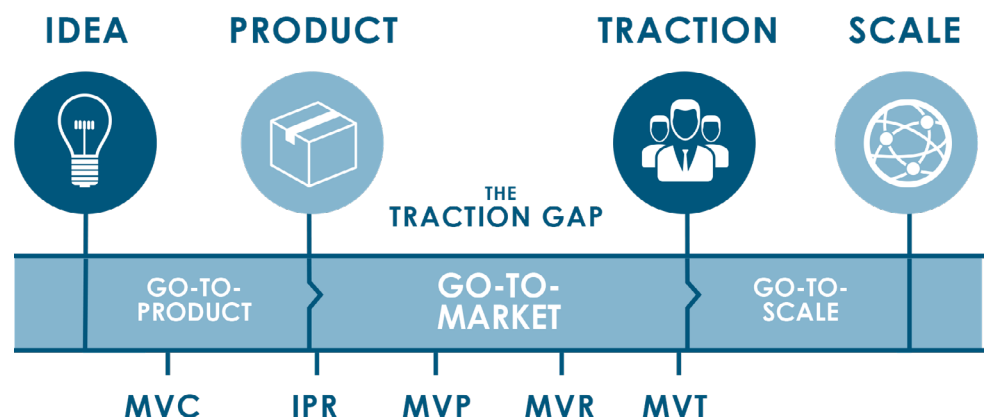 IDEA
PRODUCT
TRACTION
SCALE
THE
TRACTION GAP
GO-TO-
PRODUCT
GO-TO-
MARKET
GO-TO-
SCALE
MVC
IPR
MVP
MVR
MVT